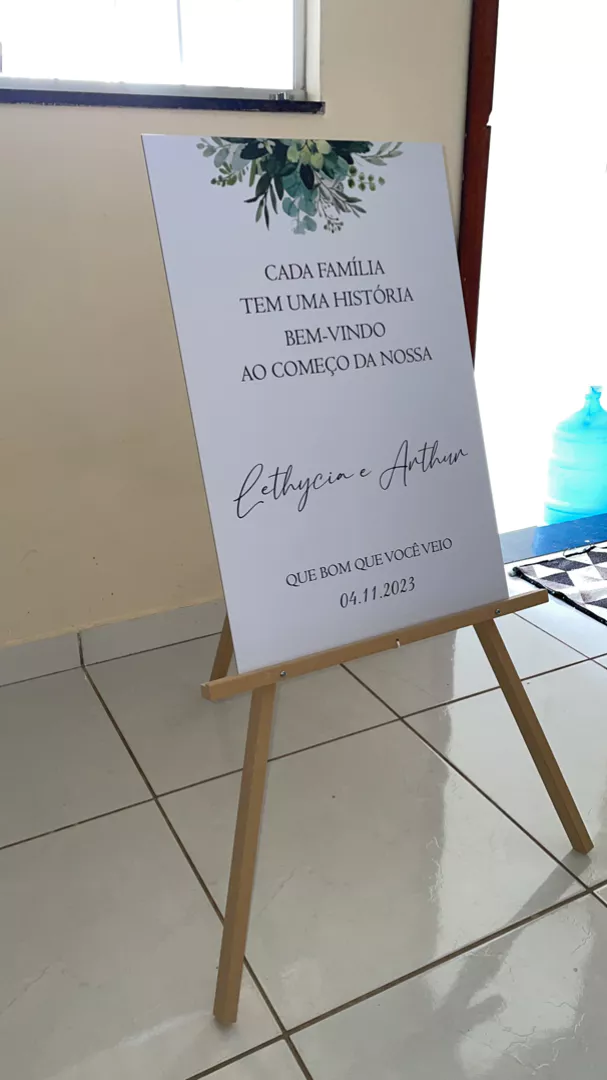 CADA FAMÍLIA
TEM UMA HISTÓRIA
BEM-VINDO
AO COMEÇO DA NOSSA
Lethycia e Arthur
QUE BOM QUE VOCÊ VEIO
04.11.2023